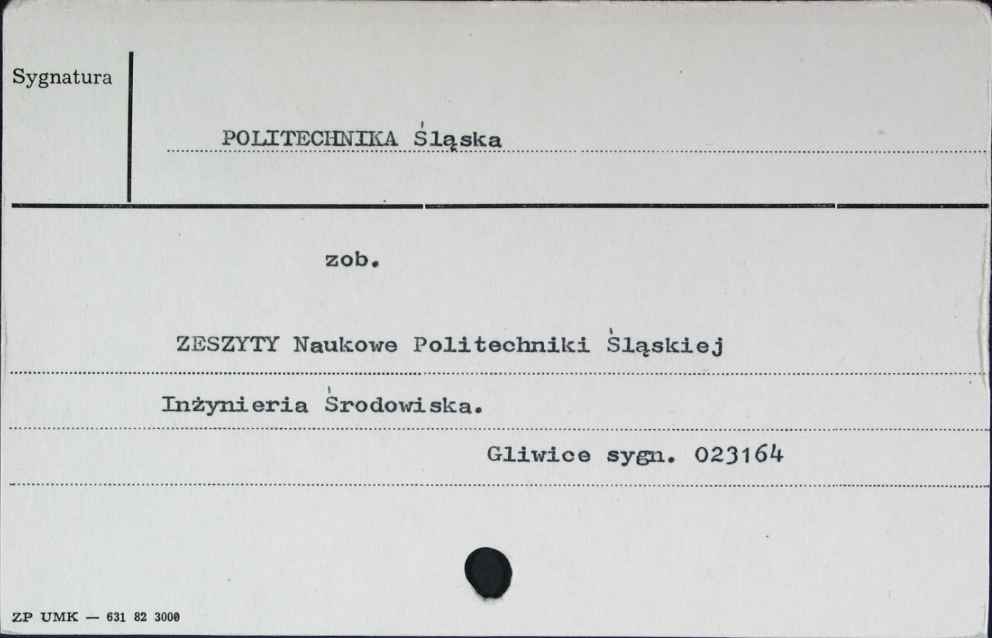 Sygnatura
POLITECHNIKA Śląska
zob.
ZESZYTY Naukowe Politechniki Śląskiej
Inżynieria Środowiska.
Gliwice sygn. 023164
ZP UMK — 631 82 3000